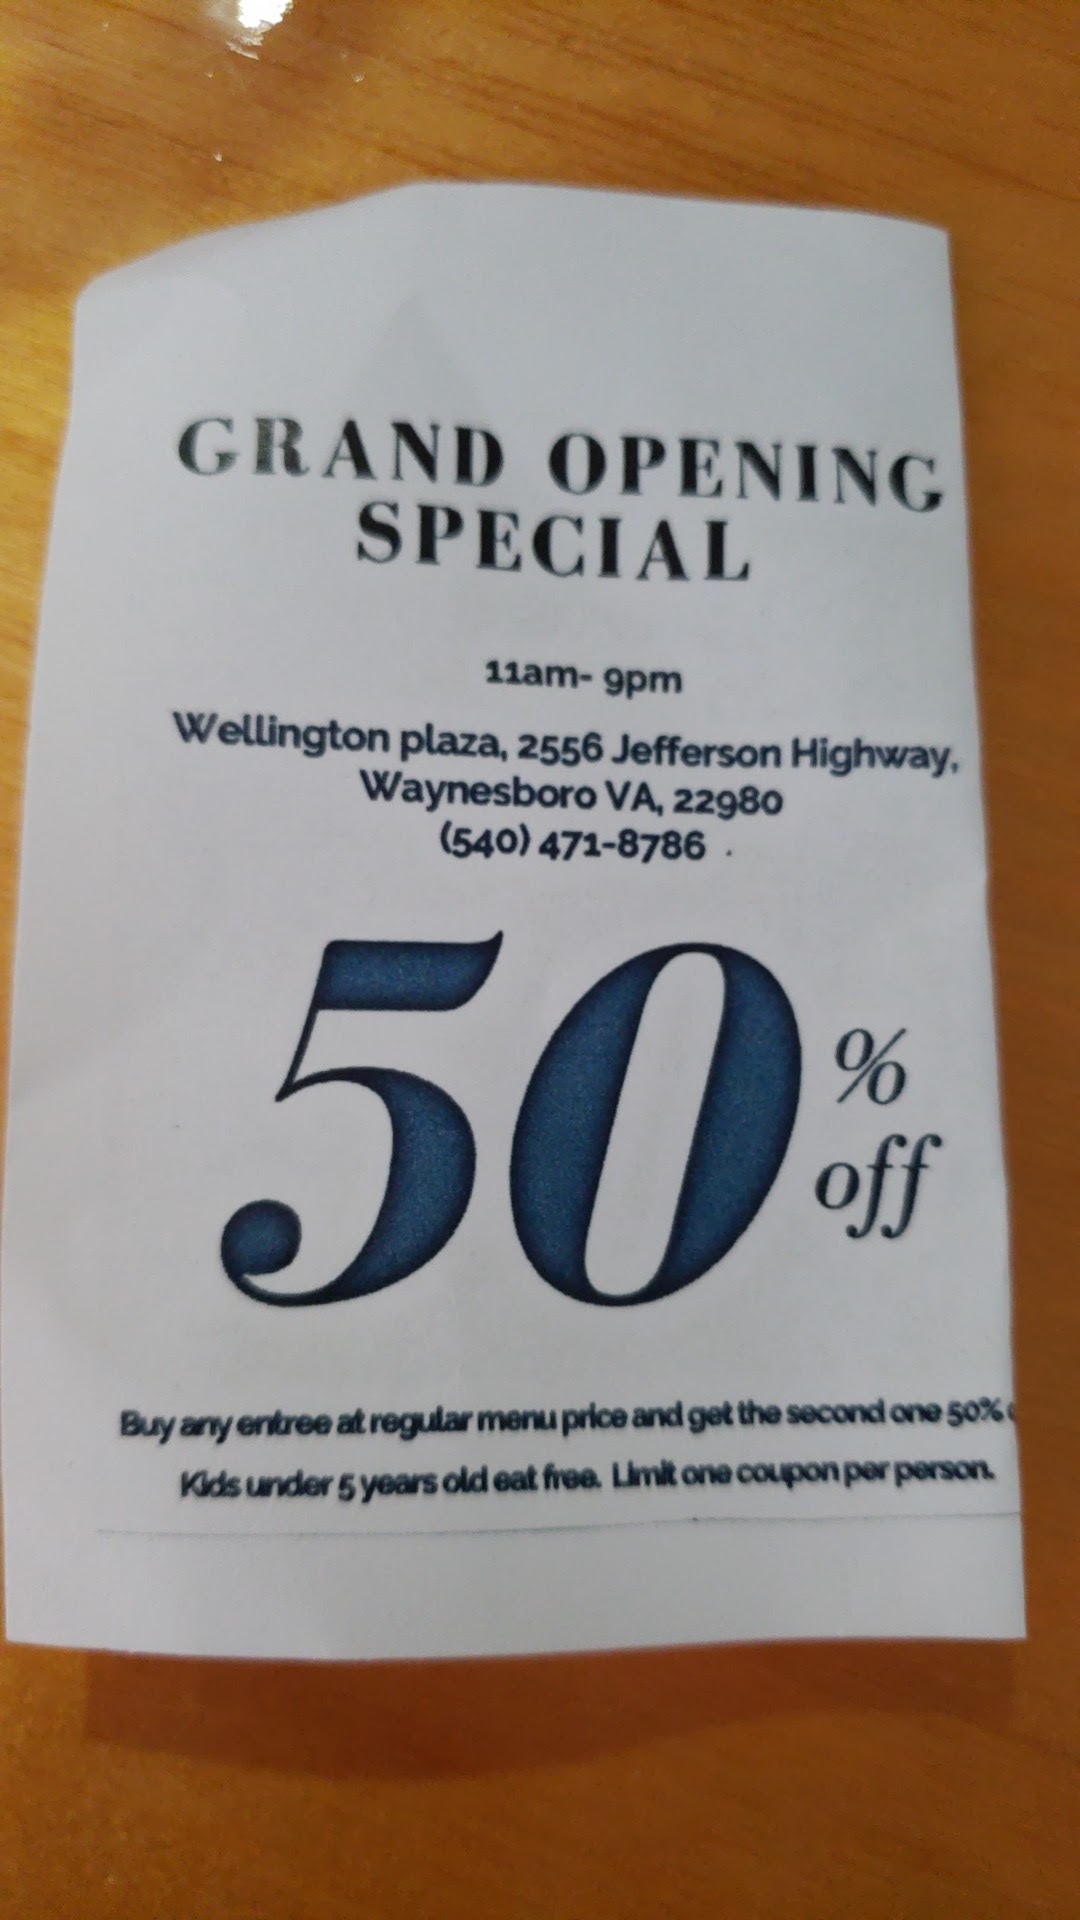 GRAND OPENING
SPECIAL
11am- 9pm
Wellington plaza, 2556 Jefferson Highway,
Waynesboro VA, 22980
(540) 471-8786 .
50
%
off
Buy any entree at regular menu price and get the second one 50%
Kids under 5 years old eat free. Limit one coupon per person.